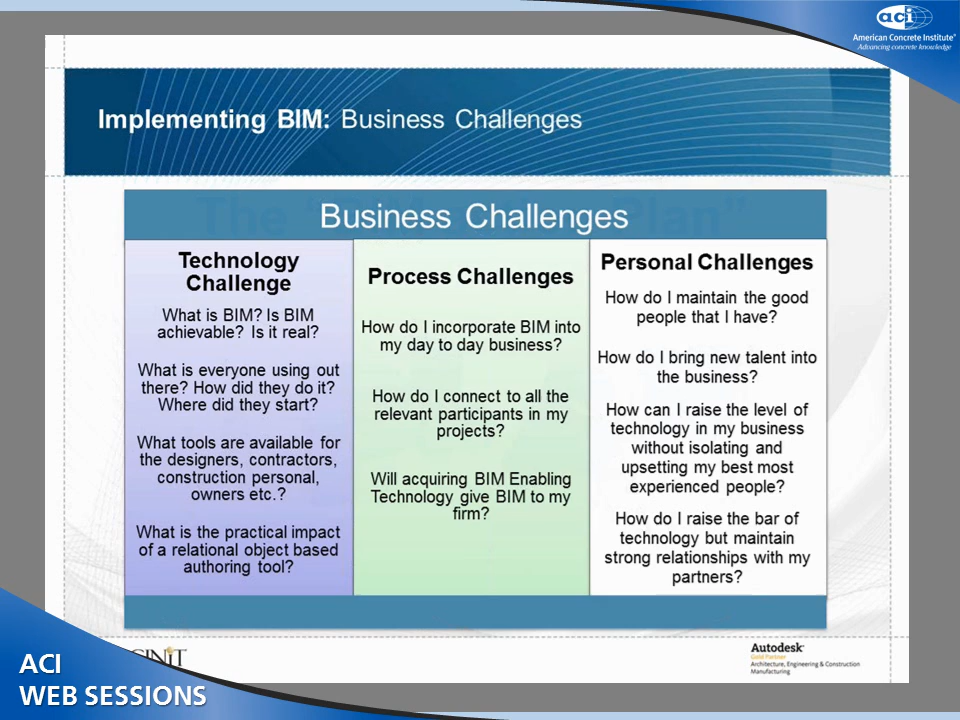 aci
American Concrete Institute®
Advancing concrete knowledge
Implementing BIM: Business Challenges
Business Challenges
Technology
Challenge
What is BIM? Is BIM
achievable? Is it real?
What is everyone using out
there? How did they do it?
Where did they start?
What tools are available for
the designers, contractors,
construction personal,
owners etc.?
What is the practical impact
of a relational object based
authoring tool?
Process Challenges
How do I incorporate BIM into
my day to day business?
How do I connect to all the
relevant participants in my
projects?
Will acquiring BIM Enabling
Technology give BIM to my
firm?
Personal Challenges
How do I maintain the good
people that I have?
How do I bring new talent into
the business?
How can I raise the level of
technology in my business
without isolating and
upsetting my best most
experienced people?
How do I raise the bar of
technology but maintain
strong relationships with my
partners?
Autodesk
Gold Partner
Architecture, Engineering & Construction
Manufacturing
ACI
WEB SESSIONS